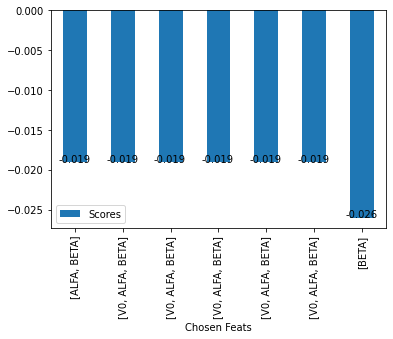 0.000
-0.005
-0.010
-0.015
-0.020
-0.025
-0.019
-0.019
-0.019
-0.019
-0.019
-0.019
-0.026
Scores
[ALFA, BETA]
[V0, ALFA, BETA]
[V0, ALFA, BETA]
[V0, ALFA, BETA]
[V0, ALFA, BETA]
[V0, ALFA, BETA]
[BETA]
Chosen Feats